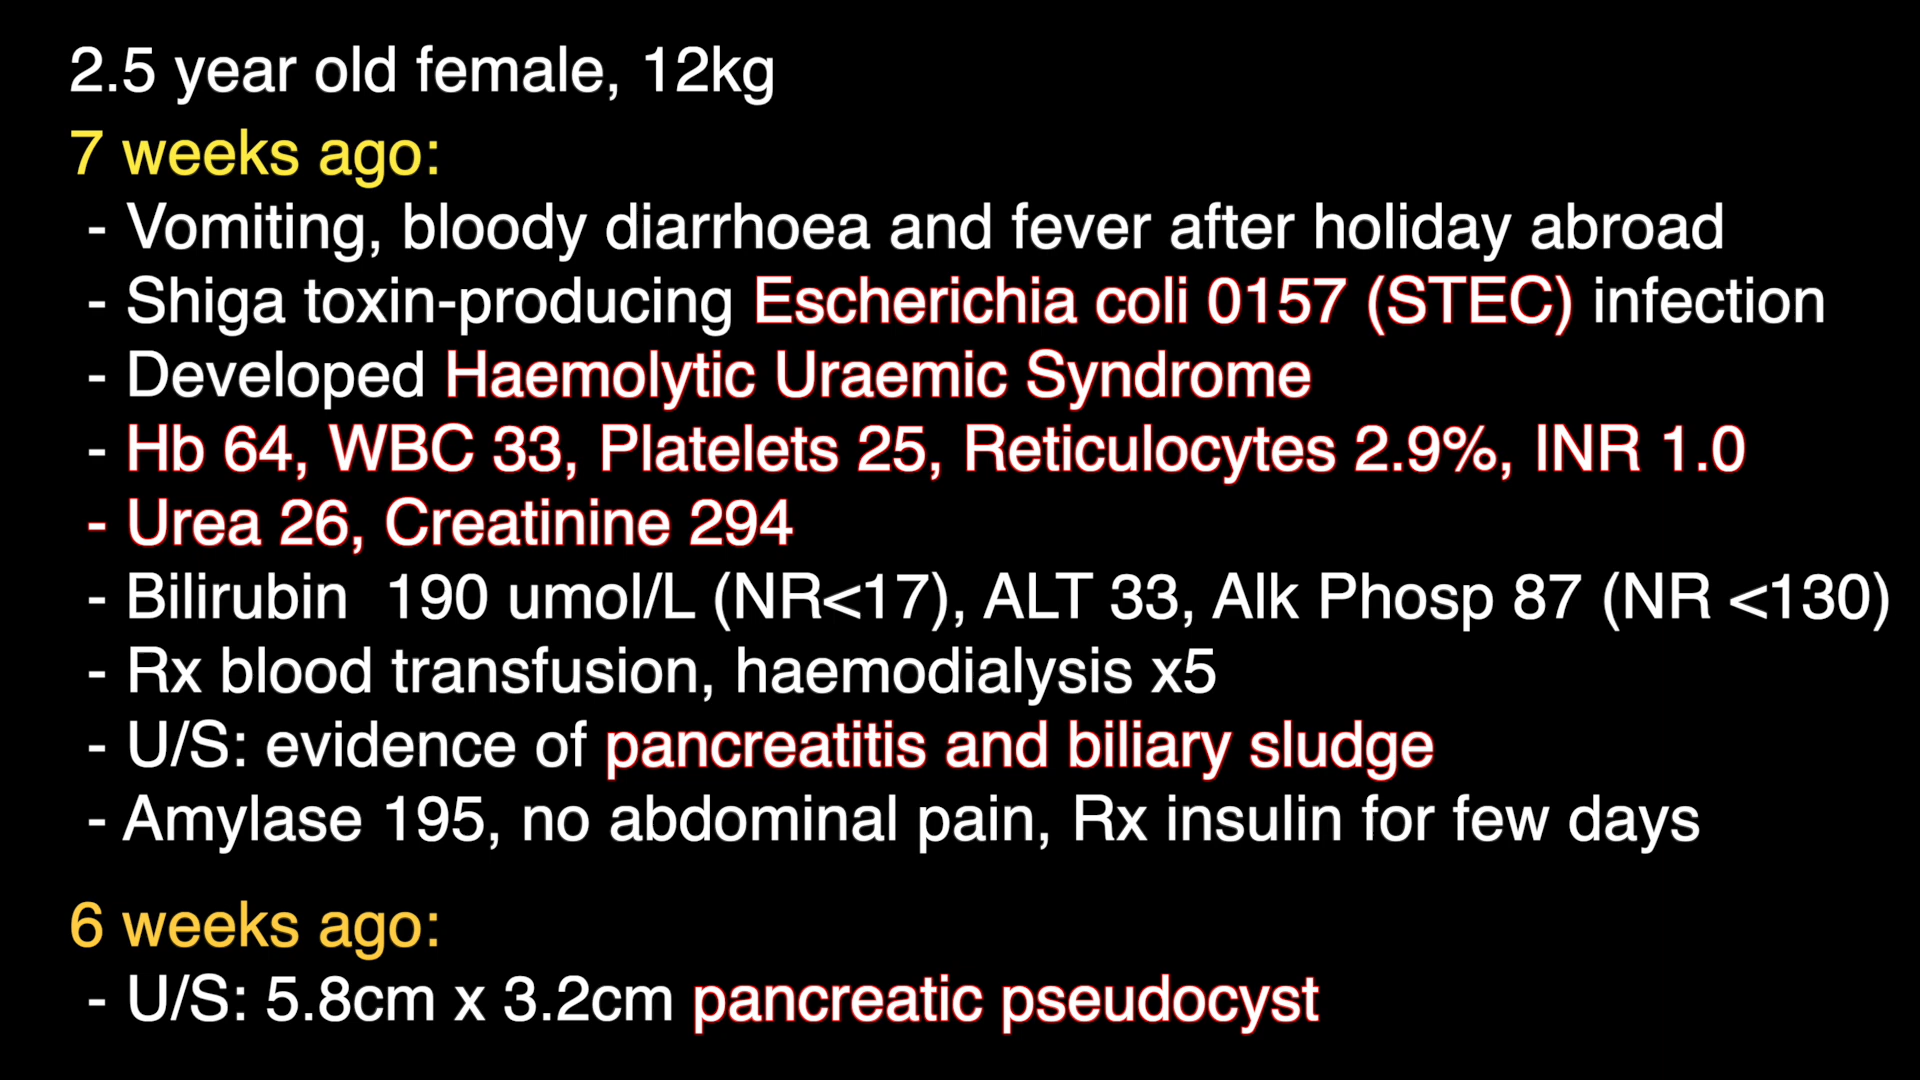 2.5 year old female, 12kg
7 weeks ago:
- Vomiting, bloody diarrhoea and fever after holiday abroad
- Shiga toxin-producing Escherichia coli 0157 (STEC) infection
- Developed Haemolytic Uraemic Syndrome
- Hb 64, WBC 33, Platelets 25, Reticulocytes 2.9%, INR 1.0
- Urea 26, Creatinine 294
- Bilirubin  190 umol/L (NR<17), ALT 33, Alk Phosp 87 (NR <130)
- Rx blood transfusion, haemodialysis x5
- U/S: evidence of pancreatitis and biliary sludge
- Amylase 195, no abdominal pain, Rx insulin for few days
6 weeks ago:
- U/S: 5.8cm x 3.2cm pancreatic pseudocyst